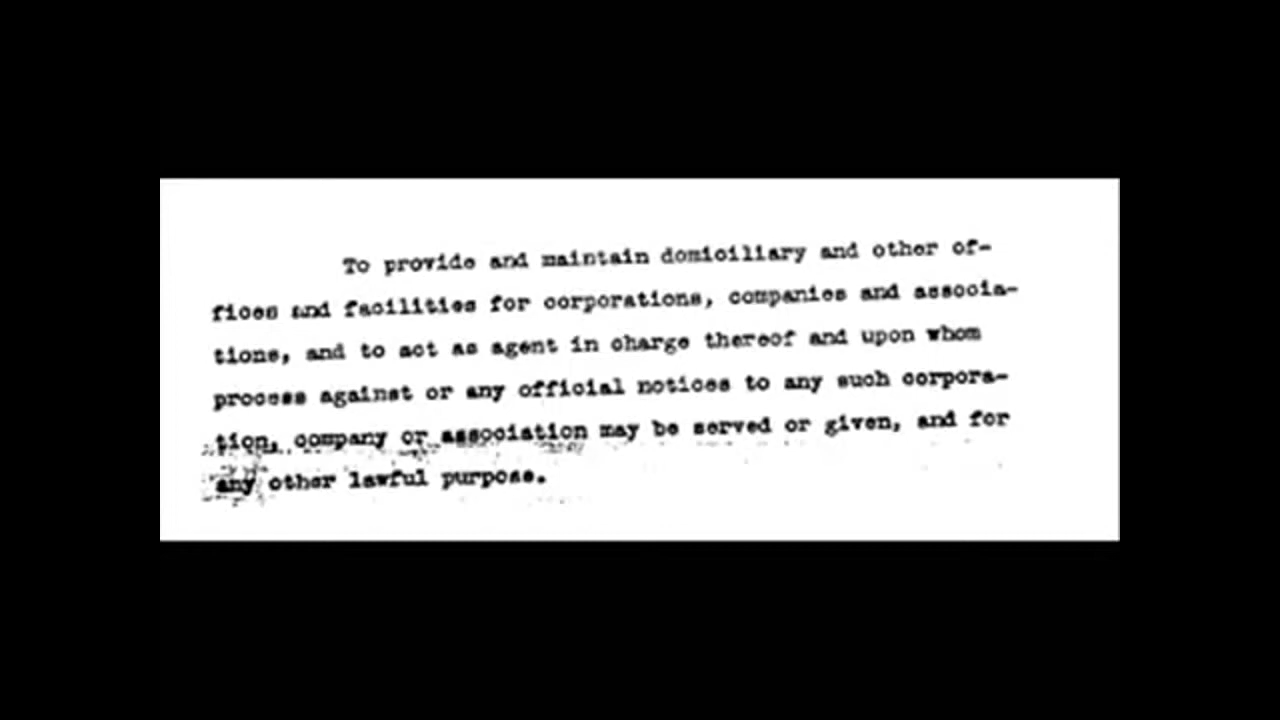 To provide and maintain domiciliary and other of-
fices and facilities for corporations, companies and associa-
tions, and to act as agent in charge thereof and upon whom
process against or any official notices to any such corpora-
tion, company or association may be served or given, and for
any other lawful purpose.